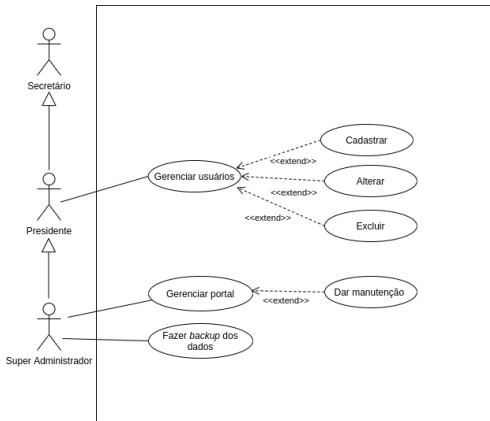 Secretário
Cadastrar
<<extend>>
Gerenciar usuários
Alterar
<<extend>>
<<extend>>
Excluir
Presidente
Gerenciar portal
Dar manutenção
<<extend>>
Fazer backup dos
dados
Super Administrador